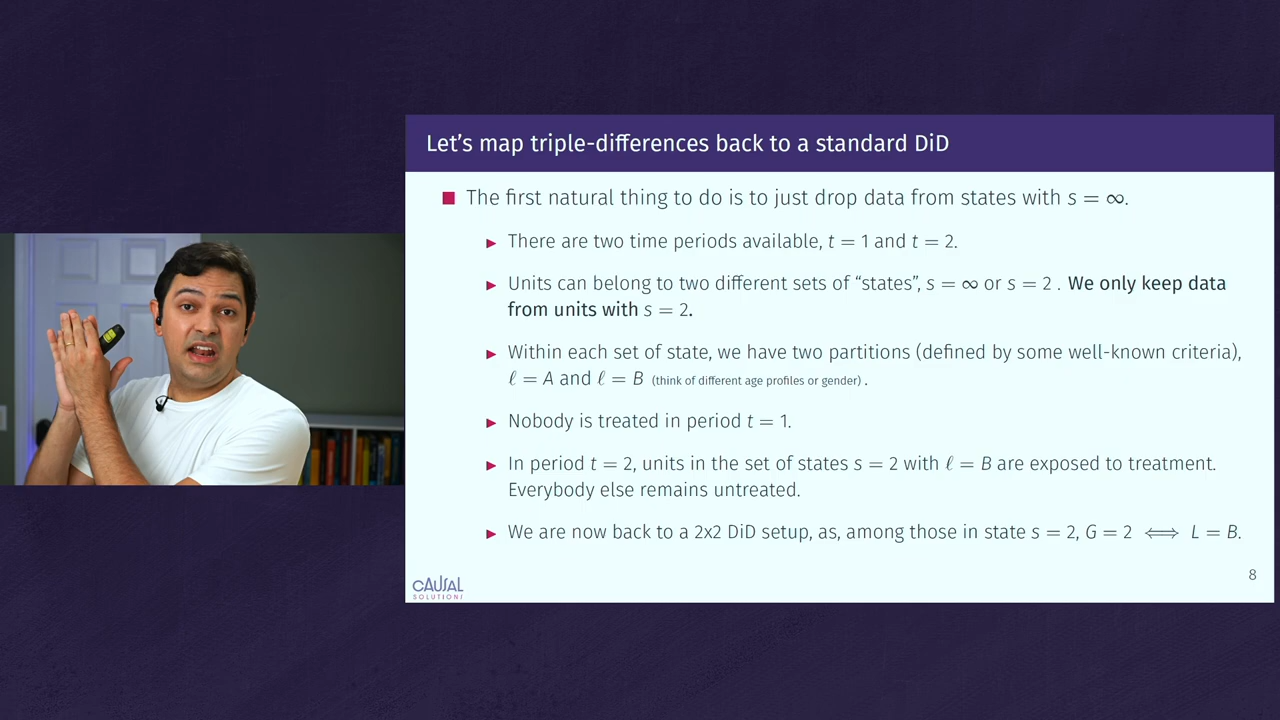 Let’s map triple-differences back to a standard DiD
■ The first natural thing to do is to just drop data from states with s = ∞.
▶ There are two time periods available, t = 1 and t = 2.
▶ Units can belong to two different sets of “states”, s = ∞ or s = 2 . We only keep data
from units with s = 2.
▶ Within each set of state, we have two partitions (defined by some well-known criteria),
ℓ = A and ℓ = B (think of different age profiles or gender) .
▶ Nobody is treated in period t = 1.
▶ In period t = 2, units in the set of states s = 2 with ℓ = B are exposed to treatment.
Everybody else remains untreated.
▶ We are now back to a 2x2 DiD setup, as, among those in state s = 2, G = 2 ⟺ L = B.
8
CAUSAL
SOLUTIONS